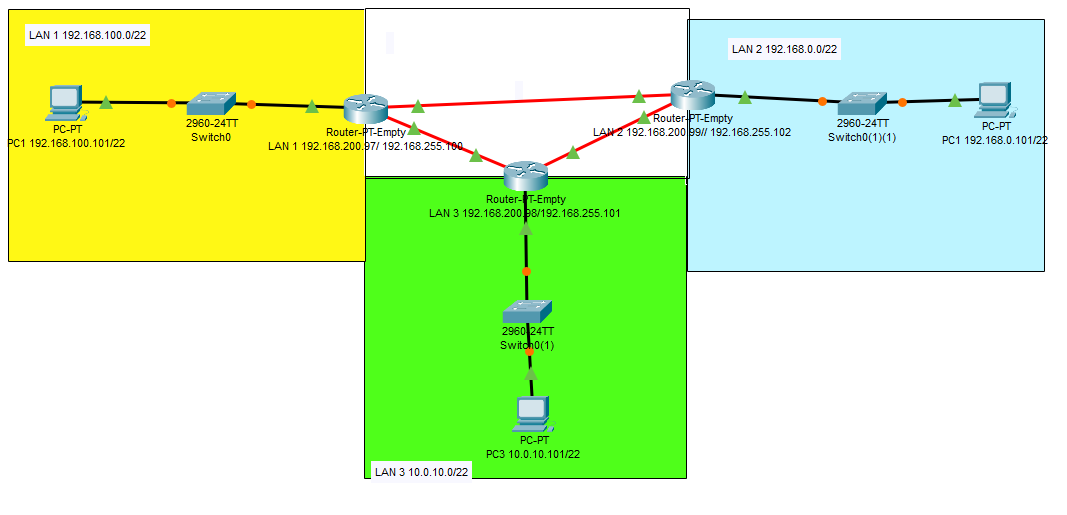 LAN 1 192.168.100.0/22
LAN 2 192.168.0.0/22
PC-PT
PC1 192.168.100.101/22
2960-24TT
Switch0
Router-PT-Empty
LAN 1 192.168.200.97/ 192.168.255.100
Router-PT-Empty
LAN 2 192.168.200.99// 192.168.255.102
2960-24TT
Switch0(1)(1)
PC-PT
PC1 192.168.0.101/22
Router-PT-Empty
LAN 3 192.168.200.98/192.168.255.101
2960-24TT
Switch0(1)
PC-PT
PC3 10.0.10.101/22
LAN 3 10.0.10.0/22